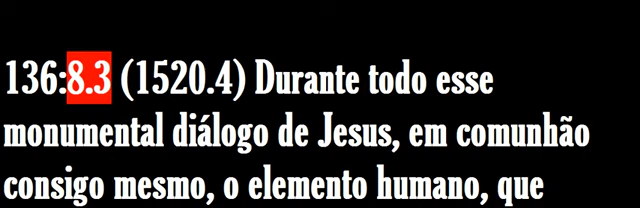 136:8.3 (1520.4) Durante todo esse
monumental diálogo de Jesus, em comunhão
consigo mesmo, o elemento humano, que